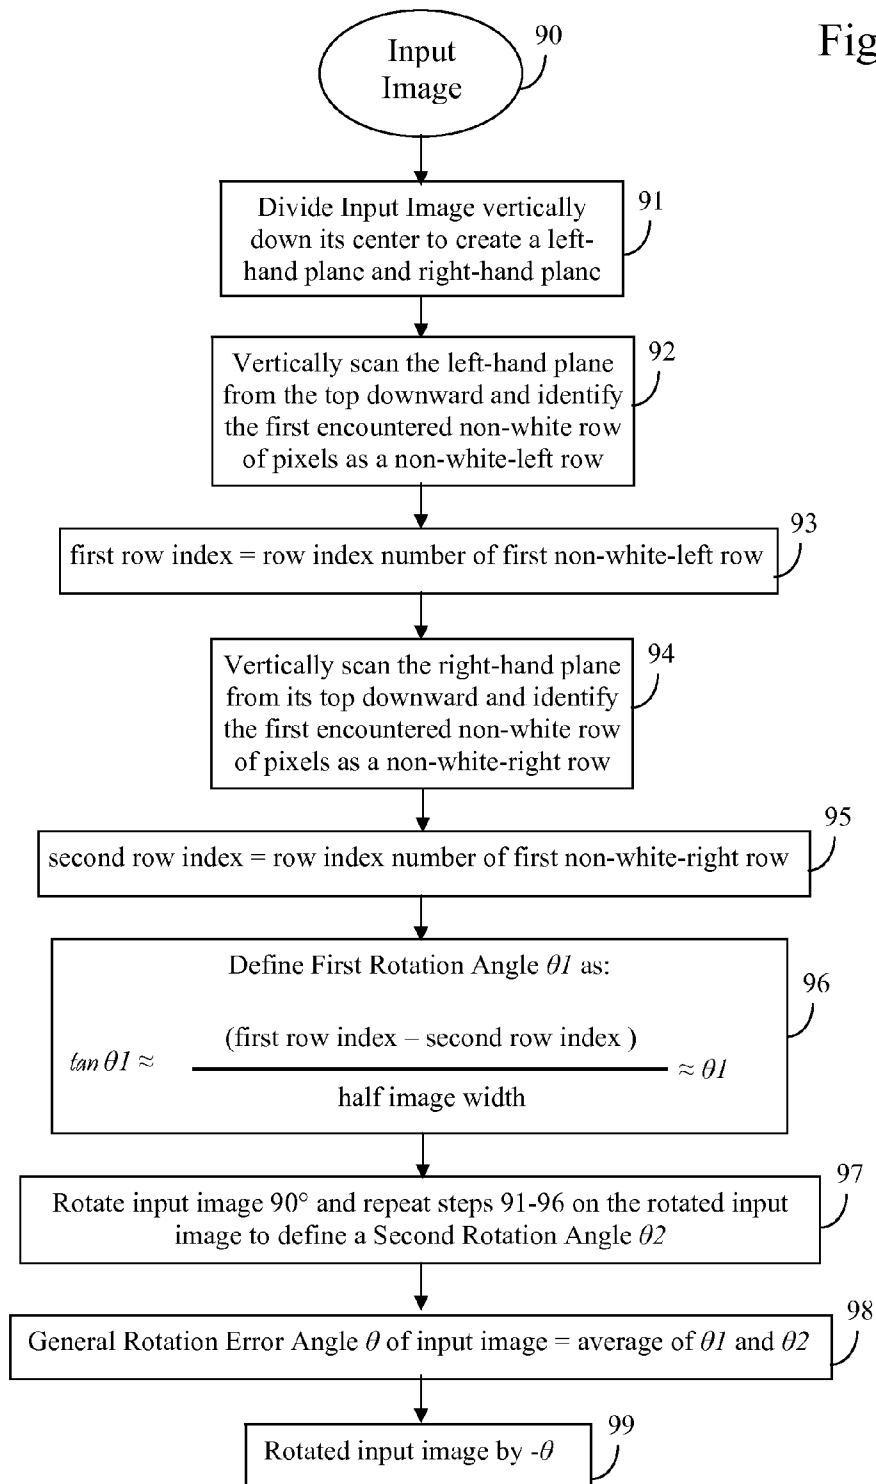 Fig
Input
Image
90
Divide Input Image vertically
down its center to create a left-
hand plane and right-hand plane
91
Vertically scan the left-hand plane
from the top downward and identify
the first encountered non-white row
of pixels as a non-white-left row
92
first row index = row index number of first non-white-left row
93
Vertically scan the right-hand plane
from its top downward and identify
the first encountered non-white row
of pixels as a non-white-right row
94
second row index = row index number of first non-white-right row
95
Define First Rotation Angle θ1 as:
(first row index – second row index )
tan θ1 ≈ ≈ θ1
half image width
96
Rotate input image 90° and repeat steps 91-96 on the rotated input
image to define a Second Rotation Angle θ2
97
General Rotation Error Angle θ of input image = average of θ1 and θ2
98
Rotated input image by -θ
99